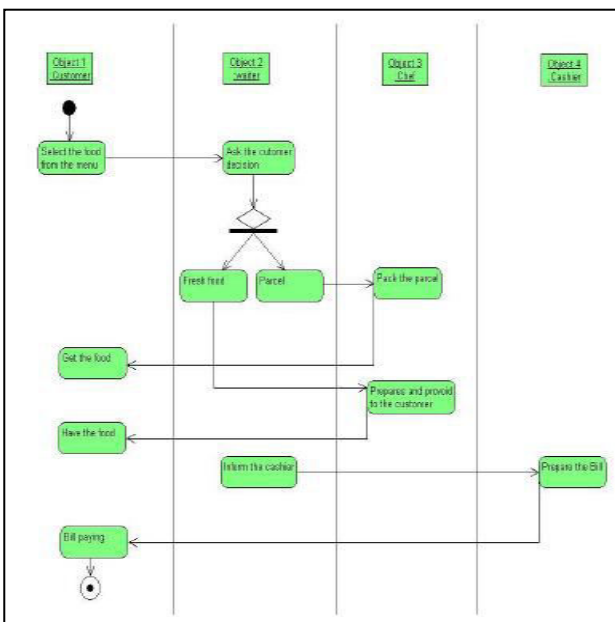 Object 1
:Customer
Object 2
:waiter
Object 3
:Chef
Object 4
:Cashier
Select the food
from the menu
Ask the cutomer
decision
Fresh food
Parcel
Pack the parcel
Get the food
Prepares and provoid
to the customer
Have the food
Inform the cashier
Prepare the Bill
Bill paying